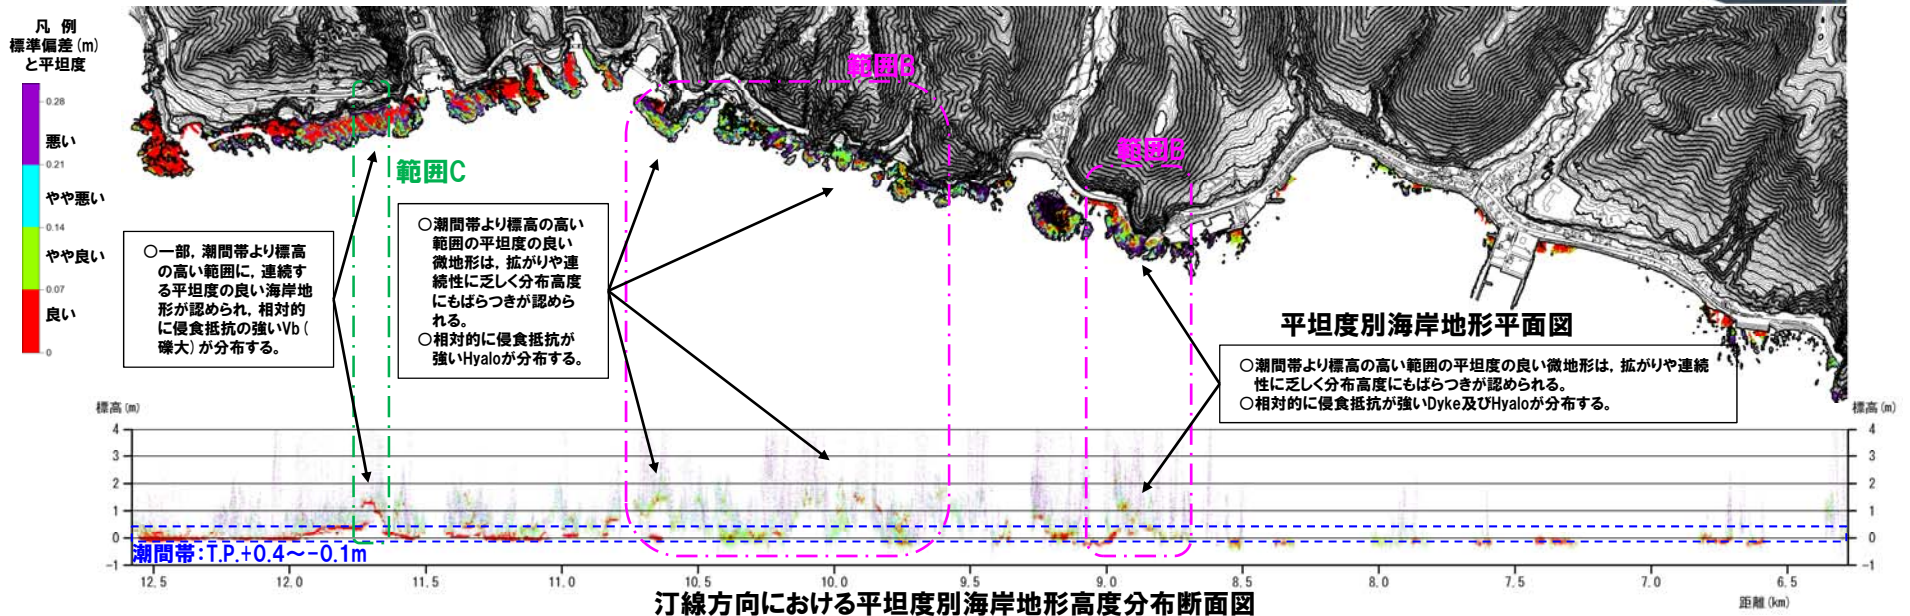 凡 例
標準偏差(m)
と平坦度
0.28
悪い
0.21
やや悪い
0.14
やや良い
0.07
良い
0
範囲C
範囲B
範囲B
○一部，潮間帯より標高
の高い範囲に，連続す
る平坦度の良い海岸地
形が認められ，相対的
に侵食抵抗の強いVb（
礫大）が分布する。
○潮間帯より標高の高い
範囲の平坦度の良い
微地形は，拡がりや連
続性に乏しく分布高度
にもばらつきが認めら
れる。
○相対的に侵食抵抗が
強いHyaloが分布する。
平坦度別海岸地形平面図
○潮間帯より標高の高い範囲の平坦度の良い微地形は，拡がりや連続
性に乏しく分布高度にもばらつきが認められる。
○相対的に侵食抵抗が強いDyke及びHyaloが分布する。
標高(m)
標高(m)
4
3
2
1
0
-1
4
3
2
1
0
-1
潮間帯：T.P.+0.4～-0.1m
12.5 12.0 11.5 11.0 10.5 10.0 9.5 9.0 8.5 8.0 7.5 7.0 6.5
距離(km)
汀線方向における平坦度別海岸地形高度分布断面図